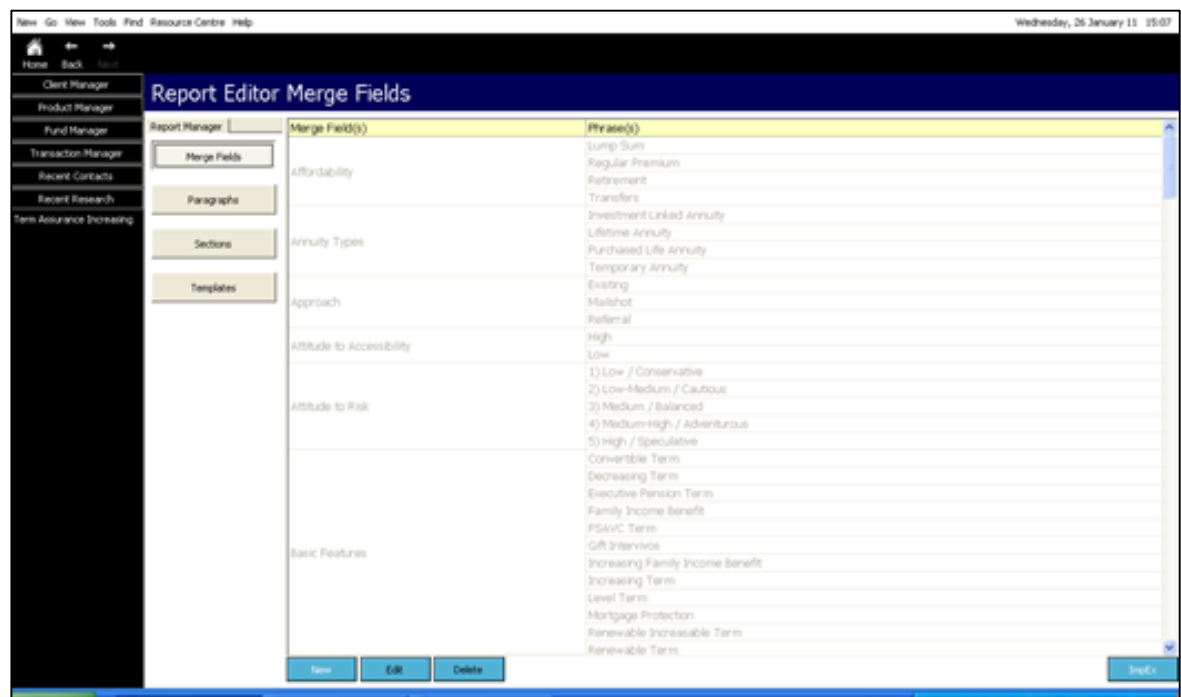 New Go View Tools Find Resource Centre Help Wednesday, 26 January 11 15:07
Home Back Next
Client Manager
Product Manager
Fund Manager
Transaction Manager
Recent Contacts
Recent Research
Term Assurance Increasing
Report Editor Merge Fields
Report Manager
Merge Fields
Paragraphs
Sections
Templates
Merge Field(s) Phrase(s)
Affordability
Lump Sum
Regular Premium
Retirement
Transfers
Annuity Types
Investment Linked Annuity
Lifetime Annuity
Purchased Life Annuity
Temporary Annuity
Approach
Existing
Mailshot
Referral
Attitude to Accessibility
High
Low
Attitude to Risk
1) Low / Conservative
2) Low-Medium / Cautious
3) Medium / Balanced
4) Medium-High / Adventurous
5) High / Speculative
Basic Features
Convertible Term
Decreasing Term
Executive Pension Term
Family Income Benefit
FSAVC Term
Gift Intervivos
Increasing Family Income Benefit
Increasing Term
Level Term
Mortgage Protection
Renewable Increasable Term
Renewable Term
New Edit Delete ImpEx